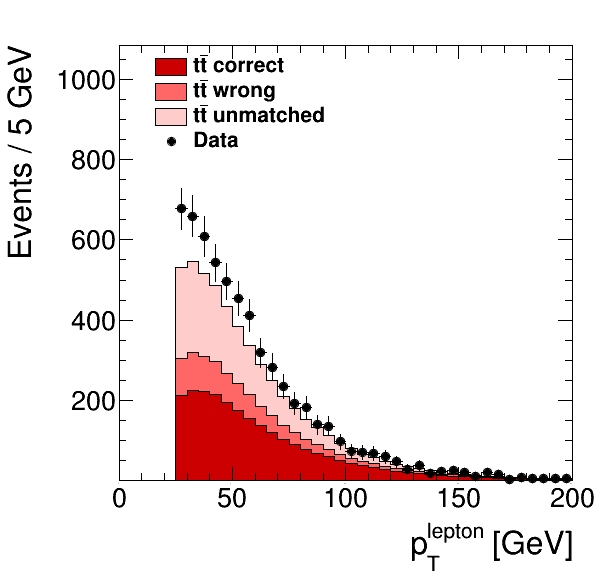 Events / 5 GeV
1000
800
600
400
200
tt̅ correct
tt̅ wrong
tt̅ unmatched
Data
0 50 100 150 200
p_T^lepton [GeV]